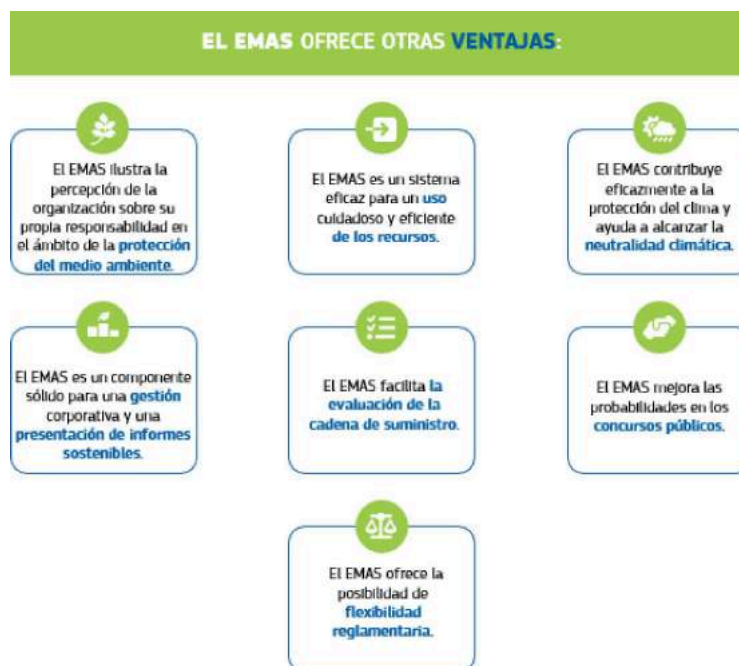 EL EMAS OFRECE OTRAS VENTAJAS:
El EMAS ilustra la
percepción de la
organización sobre su
propia responsabilidad en
el ámbito de la protección
del medio ambiente.
El EMAS es un sistema
eficaz para un uso
cuidadoso y eficiente
de los recursos.
El EMAS contribuye
eficazmente a la
protección del clima y
ayuda a alcanzar la
neutralidad climática.
El EMAS es un componente
sólido para una gestión
corporativa y una
presentación de informes
sostenibles.
El EMAS facilita la
evaluación de la
cadena de suministro.
El EMAS mejora las
probabilidades en los
concursos públicos.
El EMAS ofrece la
posibilidad de
flexibilidad
reglamentaria.